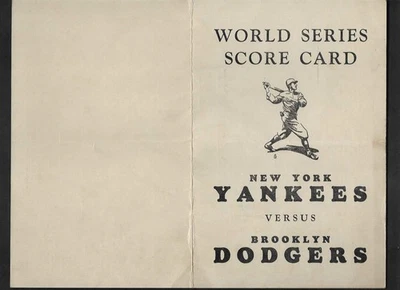 WORLD SERIES
SCORE CARD
NEW YORK
YANKEES
VERSUS
BROOKLYN
DODGERS